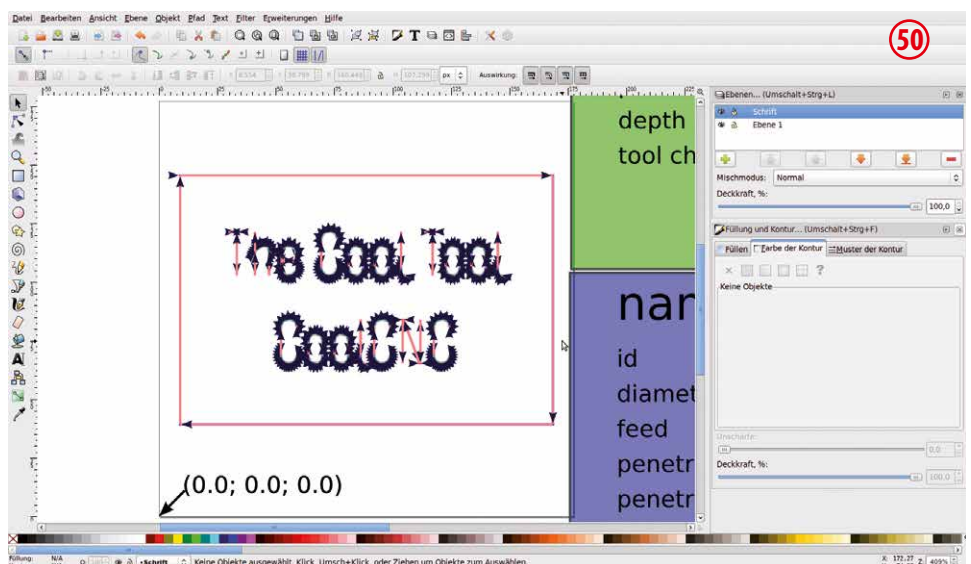 Datei Bearbeiten Ansicht Ebene Objekt Pfad Text Filter Erweiterungen Hilfe
50
px Auswirkung:
Ebenen... (Umschalt+Strg+L)
Schrift
Ebene 1
Mischmodus: Normal
Deckkraft, %:
100,0
Füllung und Kontur... (Umschalt+Strg+F)
Füllen Farbe der Kontur Muster der Kontur
Keine Objekte
Unschärfe:
0,0
Deckkraft, %:
100,0
depth
tool ch
The Cool Tool
CoolCNC
nar
id
diamet
feed
penetr
penetr
(0.0; 0.0; 0.0)
Füllung: N/A
O: Schrift Keine Objekte ausgewählt. Klick, Umsch+Klick, oder Ziehen um Objekte zum Auswählen.
X: 172,27
Z: 409%